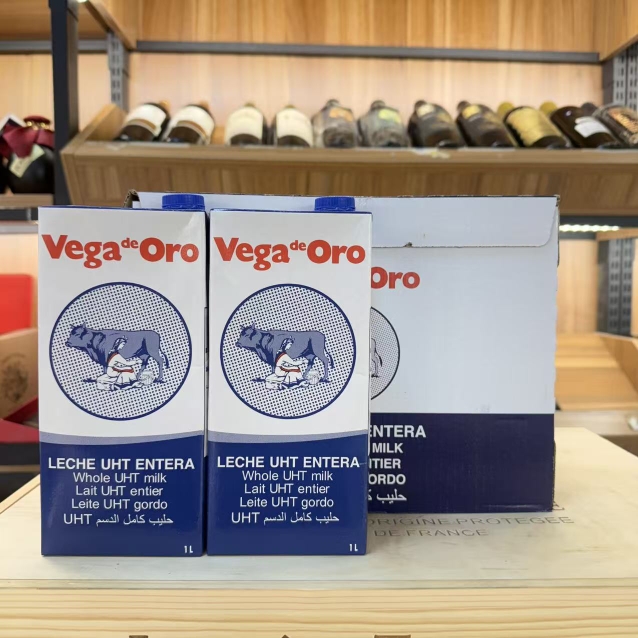 Vega de Oro
LECHE UHT ENTERA
Whole UHT milk
Lait UHT entier
Leite UHT gordo
حليب كامل الدسم UHT
1L
Vega de Oro
LECHE UHT ENTERA
Whole UHT milk
Lait UHT entier
Leite UHT gordo
حليب كامل الدسم UHT
1L
Oro
ENTERA
MILK
TIER
ORDO
حليب كامل الدسم
ORIGINE PROTEGEE
DE FRANCE